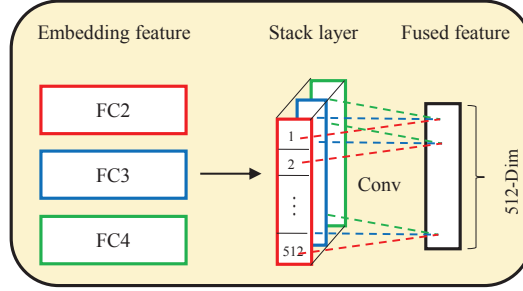 Embedding feature
Stack layer
Fused feature
FC2
FC3
FC4
1
2
⋮
512
Conv
512-Dim